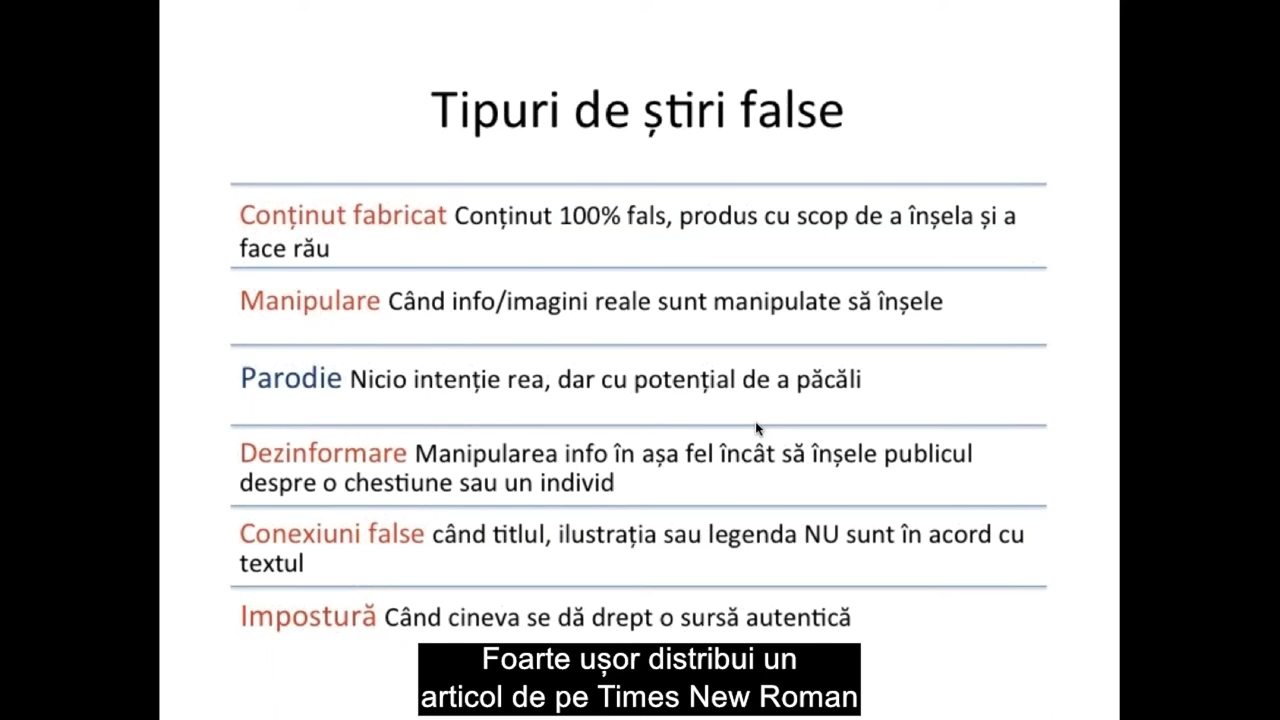 Tipuri de știri false
Conținut fabricat Conținut 100% fals, produs cu scop de a înșela și a
face rău
Manipulare Când info/imagini reale sunt manipulate să înșele
Parodie Nicio intenție rea, dar cu potențial de a păcăli
Dezinformare Manipularea info în așa fel încât să înșele publicul
despre o chestiune sau un individ
Conexiuni false când titlul, ilustrația sau legenda NU sunt în acord cu
textul
Impostură Când cineva se dă drept o sursă autentică
Foarte ușor distribui un
articol de pe Times New Roman